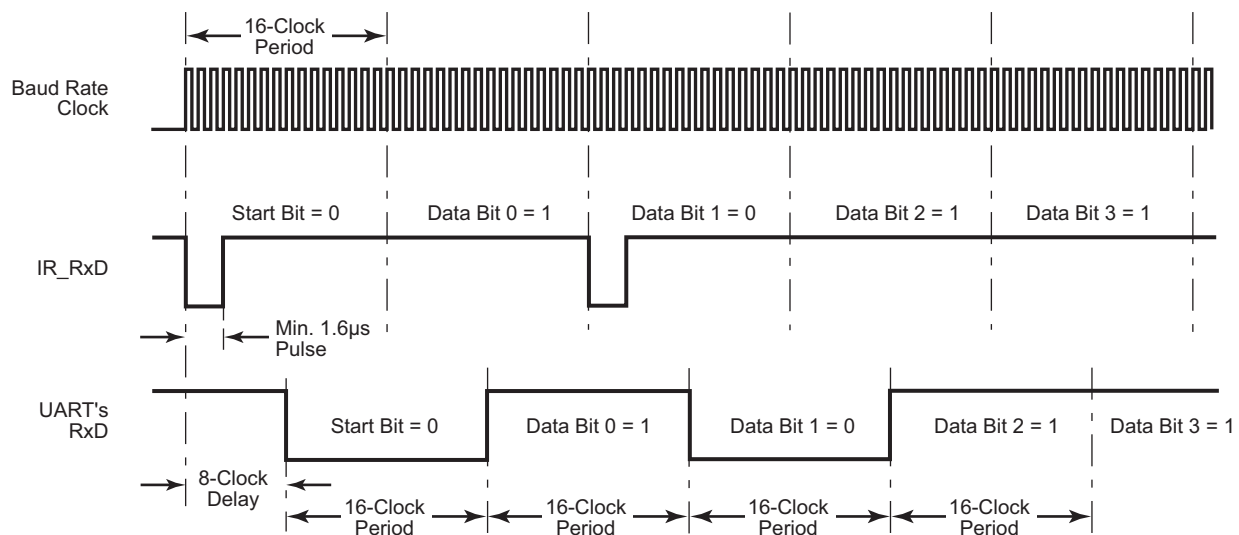 16-Clock
Period
Baud Rate
Clock
Start Bit = 0
Data Bit 0 = 1
Data Bit 1 = 0
Data Bit 2 = 1
Data Bit 3 = 1
IR_RxD
Min. 1.6µs
Pulse
UART's
RxD
Start Bit = 0
Data Bit 0 = 1
Data Bit 1 = 0
Data Bit 2 = 1
Data Bit 3 = 1
8-Clock
Delay
16-Clock
Period
16-Clock
Period
16-Clock
Period
16-Clock
Period